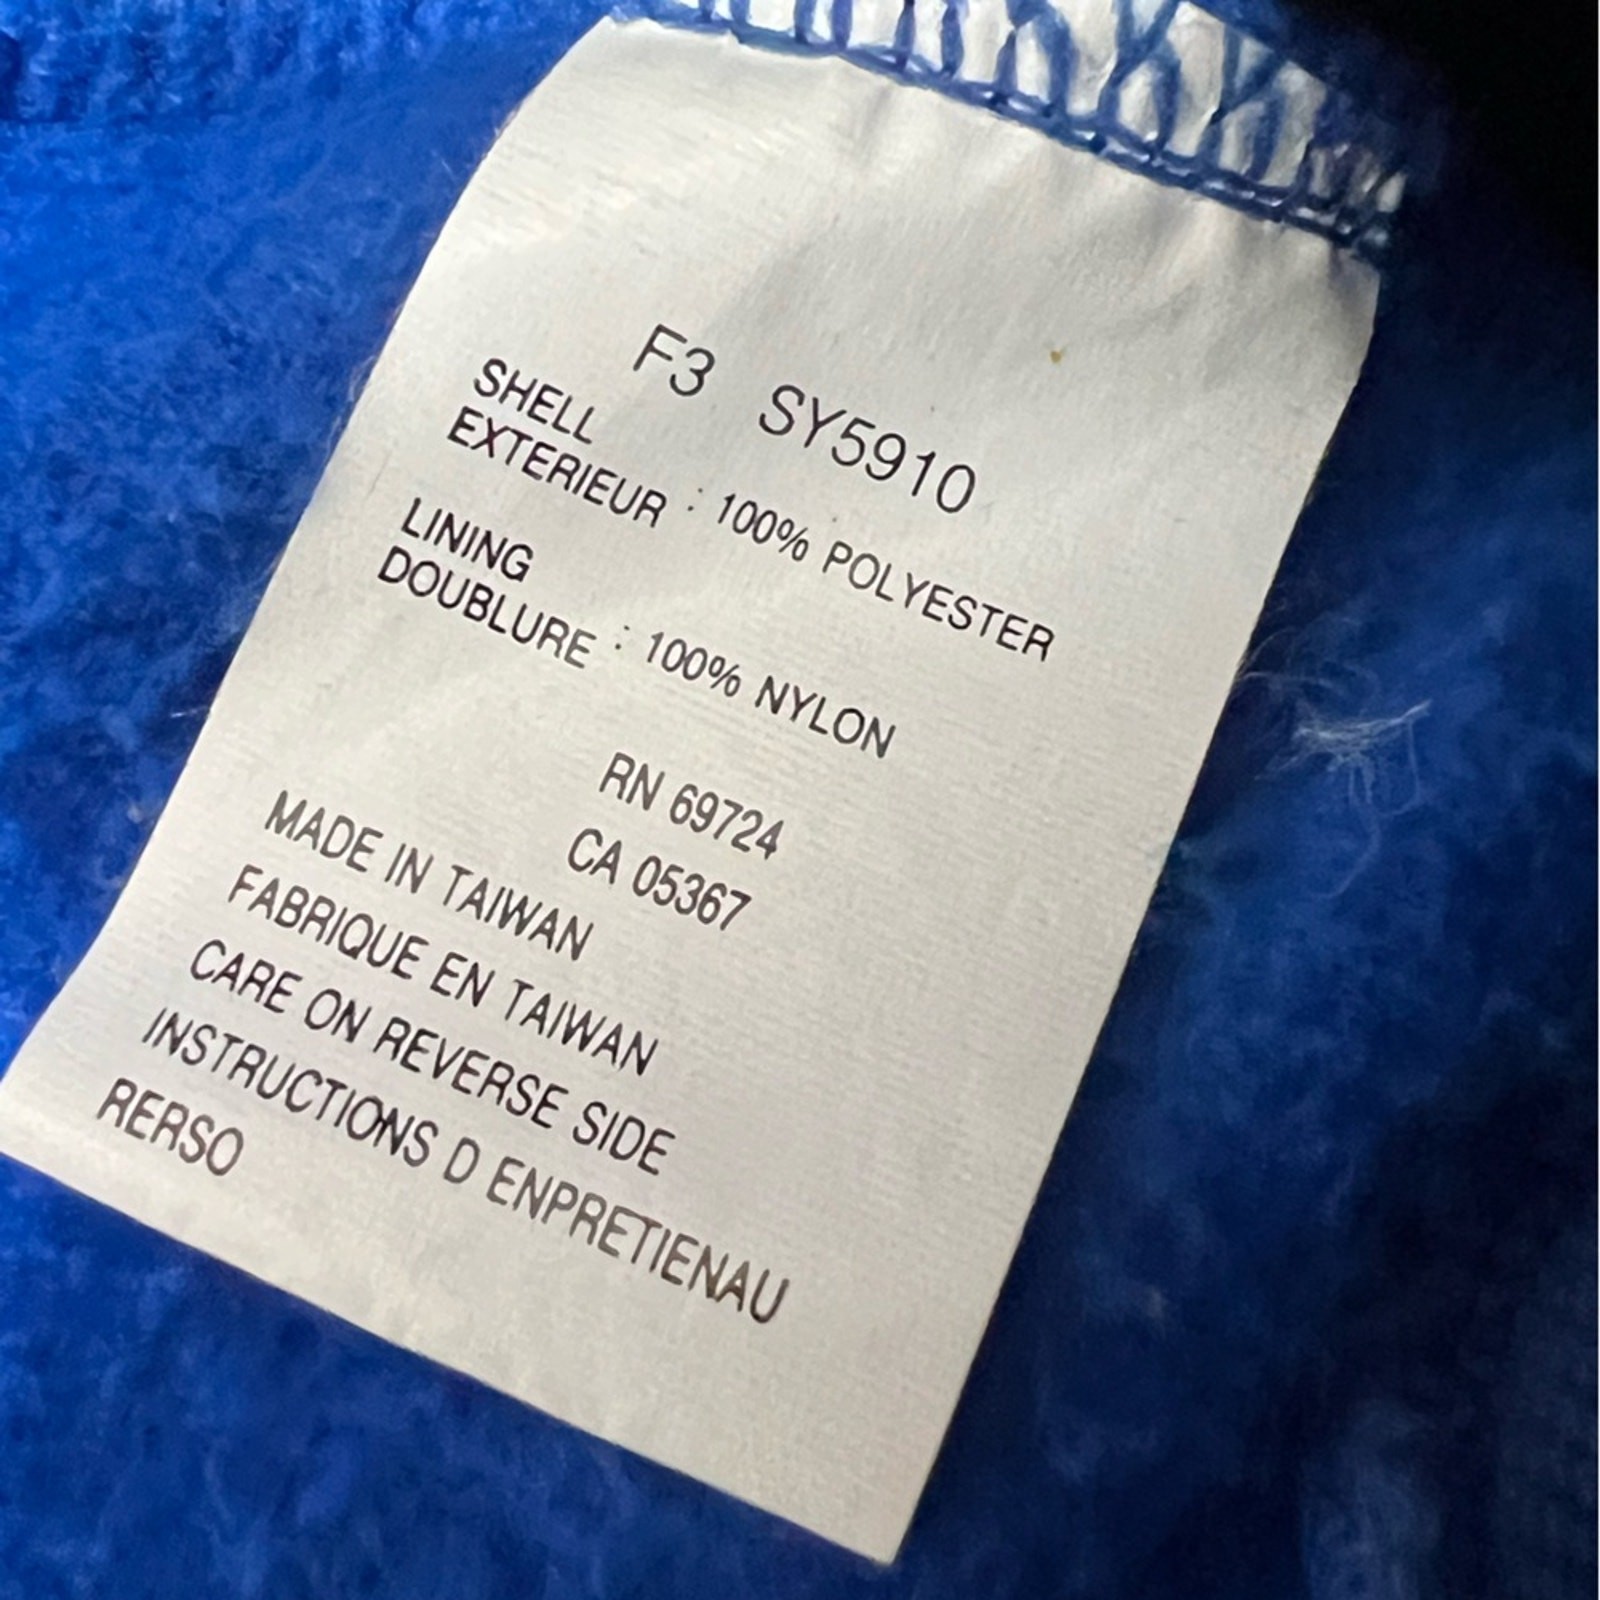 F3 SY5910
SHELL
EXTERIEUR : 100% POLYESTER
LINING
DOUBLURE : 100% NYLON
RN 69724
CA 05367
MADE IN TAIWAN
FABRIQUE EN TAIWAN
CARE ON REVERSE SIDE
INSTRUCTIONS D ENPRETIENAU
RERSO